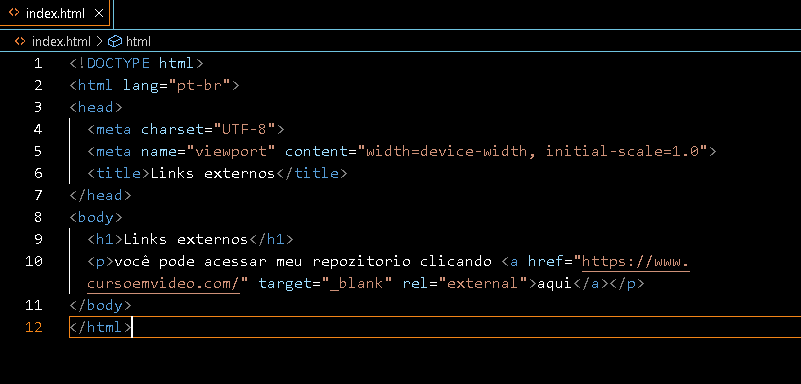 index.html
index.html > html
1 <!DOCTYPE html>
2 <html lang="pt-br">
3 <head>
4 <meta charset="UTF-8">
5 <meta name="viewport" content="width=device-width, initial-scale=1.0">
6 <title>Links externos</title>
7 </head>
8 <body>
9 <h1>Links externos</h1>
10 <p>você pode acessar meu repozitorio clicando <a href="https://www.
cursoemvideo.com/" target="_blank" rel="external">aqui</a></p>
11 </body>
12 </html>